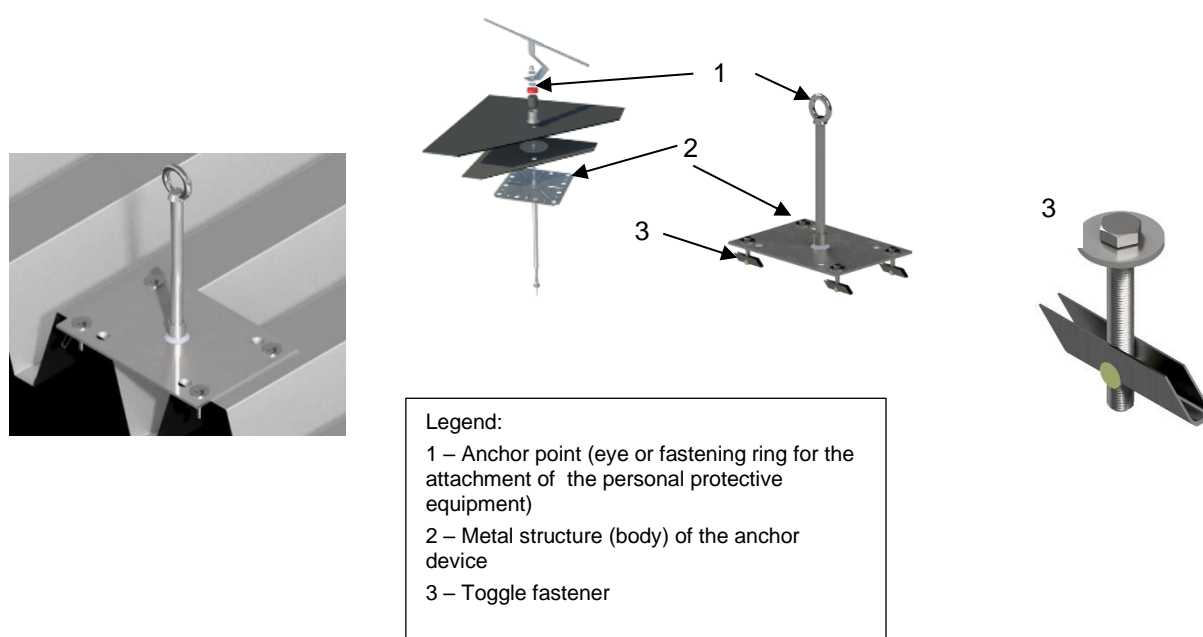 1
2
3
3
Legend:
1 – Anchor point (eye or fastening ring for the
attachment of  the personal protective
equipment)
2 – Metal structure (body) of the anchor
device
3 – Toggle fastener